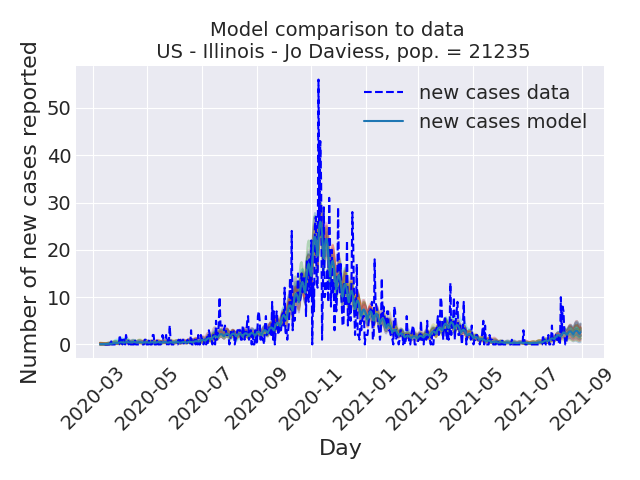 Model comparison to data
US - Illinois - Jo Daviess, pop. = 21235
new cases data
new cases model
Number of new cases reported
50
40
30
20
10
0
2020-03
2020-05
2020-07
2020-09
2020-11
2021-01
2021-03
2021-05
2021-07
2021-09
Day